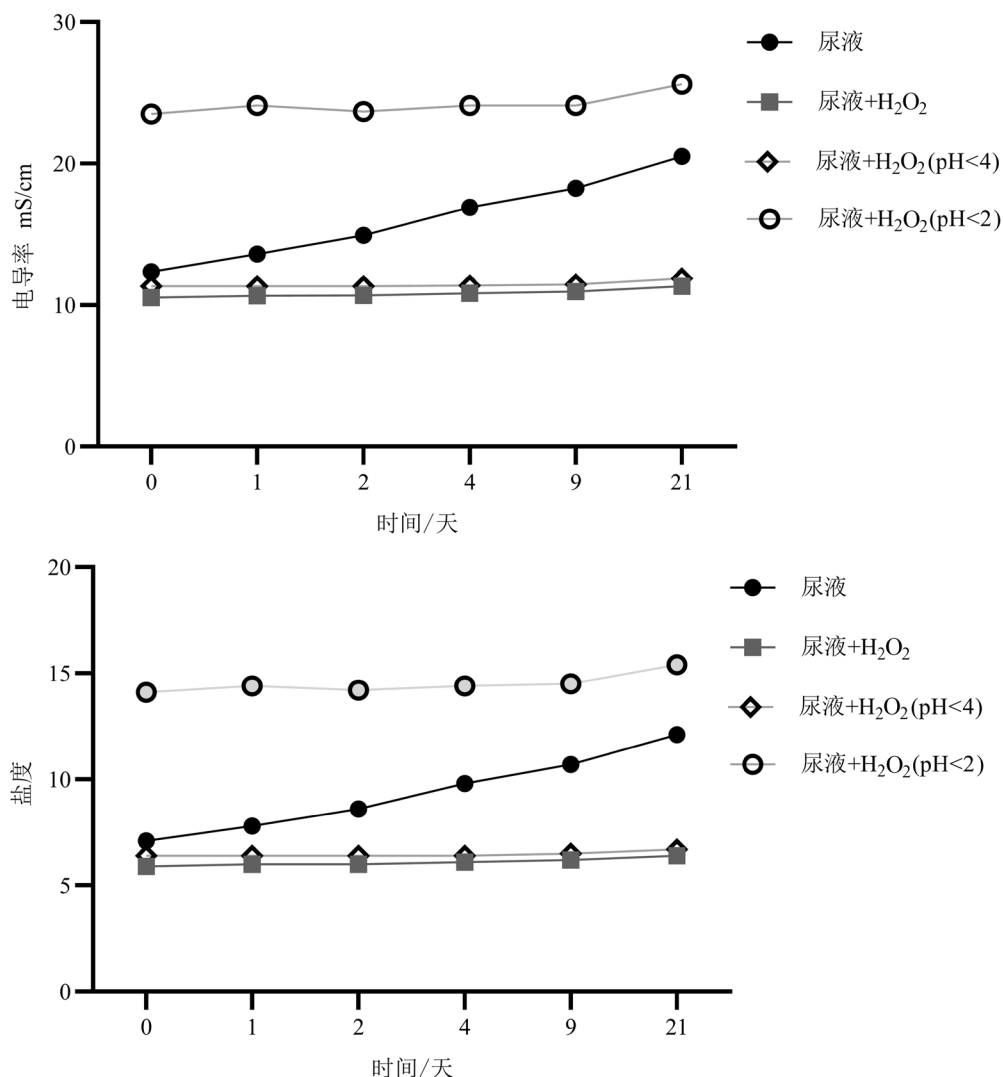 30
20
10
0
电导率 mS/cm
0 1 2 4 9 21
时间/天
尿液
尿液+H₂O₂
尿液+H₂O₂(pH<4)
尿液+H₂O₂(pH<2)
20
15
10
5
0
盐度
0 1 2 4 9 21
时间/天
尿液
尿液+H₂O₂
尿液+H₂O₂(pH<4)
尿液+H₂O₂(pH<2)